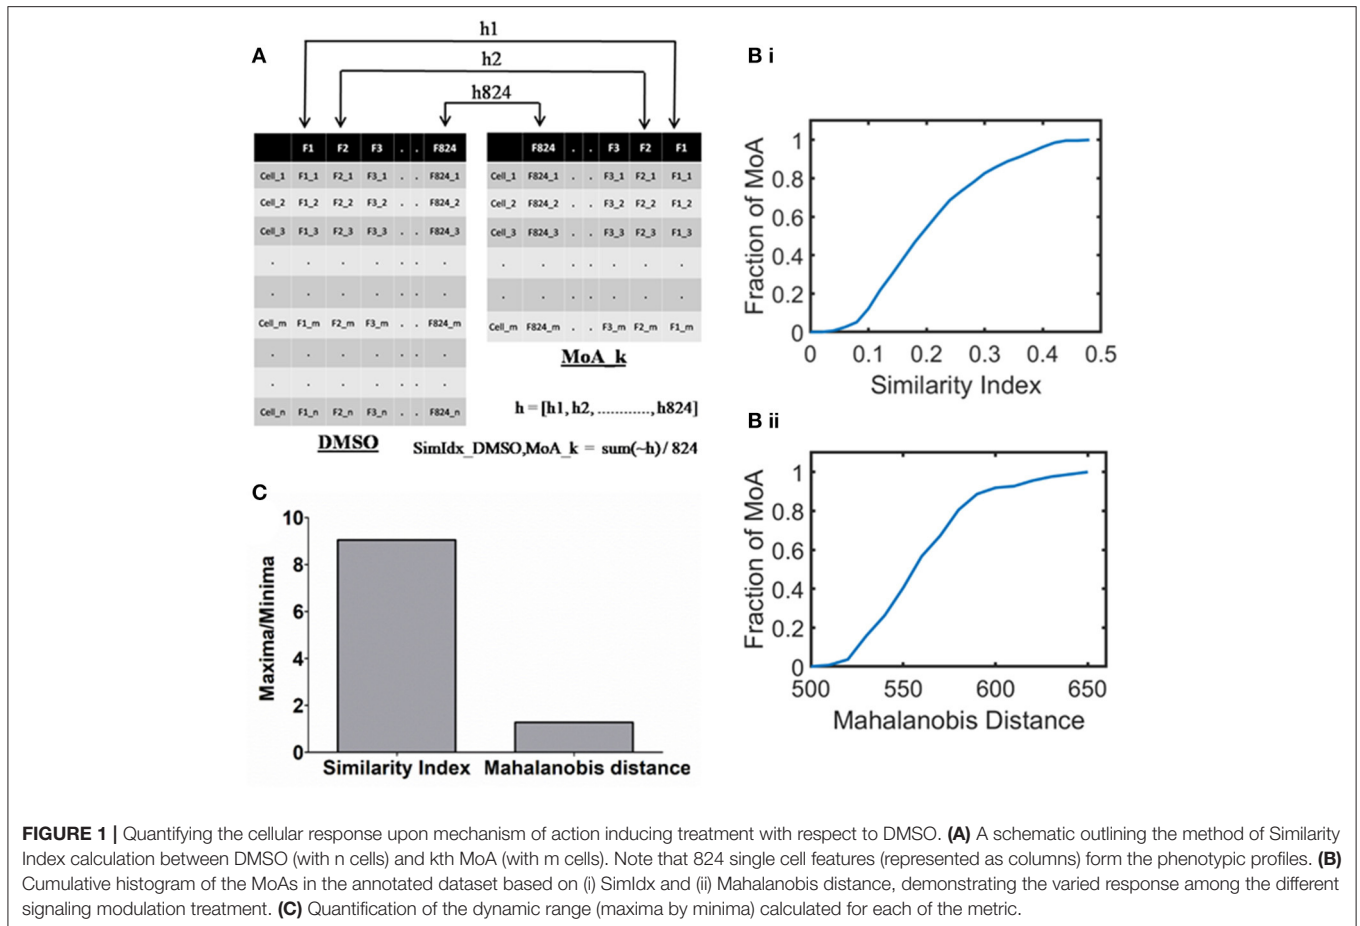 A
h1
h2
h824
F1 F2 F3 . . F824
Cell_1 F1_1 F2_1 F3_1 . . F824_1
Cell_2 F1_2 F2_2 F3_2 . . F824_2
Cell_3 F1_3 F2_3 F3_3 . . F824_3
. . . . . . .
. . . . . . .
Cell_m F1_m F2_m F3_m . . F824_m
. . . . . . .
. . . . . . .
Cell_n F1_n F2_n F3_n . . F824_n
DMSO
F824 . . F3 F2 F1
Cell_1 F824_1 . . F3_1 F2_1 F1_1
Cell_2 F824_2 . . F3_2 F2_2 F1_2
Cell_3 F824_3 . . F3_3 F2_3 F1_3
. . . . . . .
. . . . . . .
Cell_m F824_m . . F3_m F2_m F1_m
MoA_k
h = [h1, h2, ............, h824]
SimIdx_DMSO,MoA_k = sum(~h)/ 824
B i
Fraction of MoA
1
0.8
0.6
0.4
0.2
0
0 0.1 0.2 0.3 0.4 0.5
Similarity Index
B ii
Fraction of MoA
1
0.8
0.6
0.4
0.2
0
500 550 600 650
Mahalanobis Distance
C
Maxima/Minima
10
8
6
4
2
0
Similarity Index Mahalanobis distance
FIGURE 1 | Quantifying the cellular response upon mechanism of action inducing treatment with respect to DMSO. (A) A schematic outlining the method of Similarity
Index calculation between DMSO (with n cells) and kth MoA (with m cells). Note that 824 single cell features (represented as columns) form the phenotypic profiles. (B)
Cumulative histogram of the MoAs in the annotated dataset based on (i) SimIdx and (ii) Mahalanobis distance, demonstrating the varied response among the different
signaling modulation treatment. (C) Quantification of the dynamic range (maxima by minima) calculated for each of the metric.